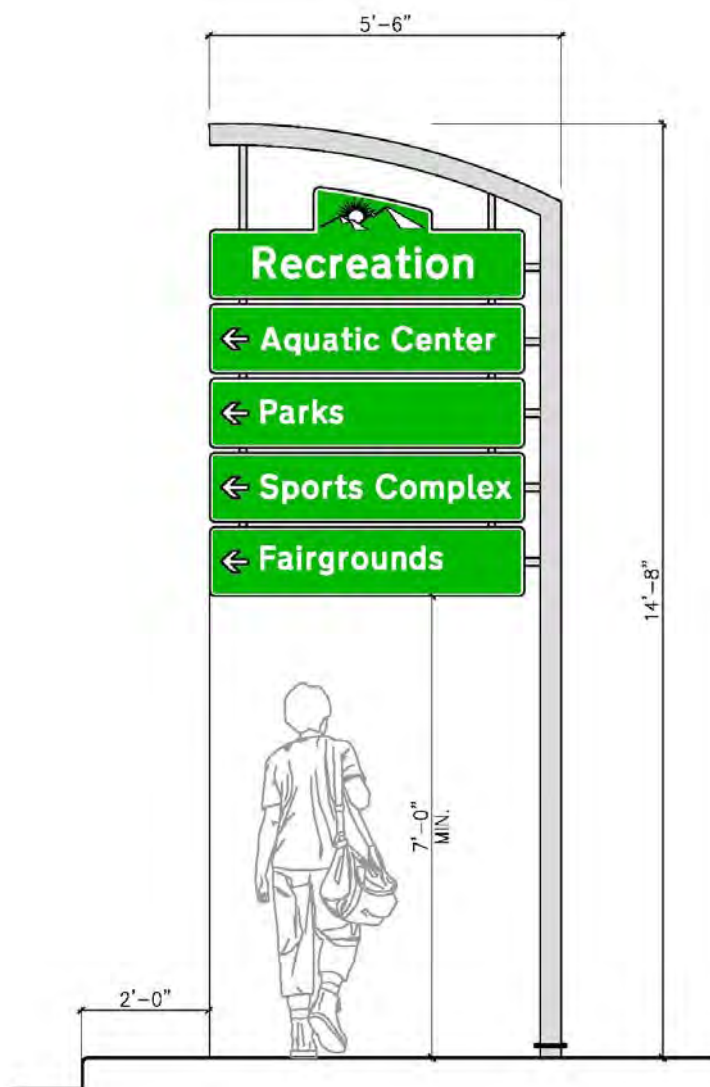 5'-6"
Recreation
Aquatic Center
Parks
Sports Complex
Fairgrounds
14'-8"
7'-0"
MIN.
2'-0"